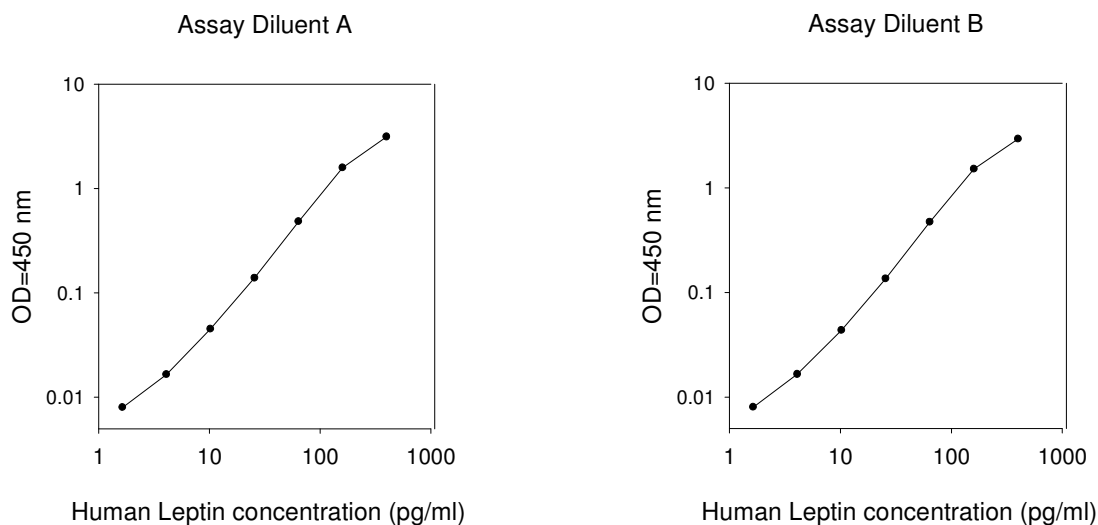 Assay Diluent A
10
1
0.1
0.01
OD=450 nm
1 10 100 1000
Human Leptin concentration (pg/ml)
Assay Diluent B
10
1
0.1
0.01
OD=450 nm
1 10 100 1000
Human Leptin concentration (pg/ml)